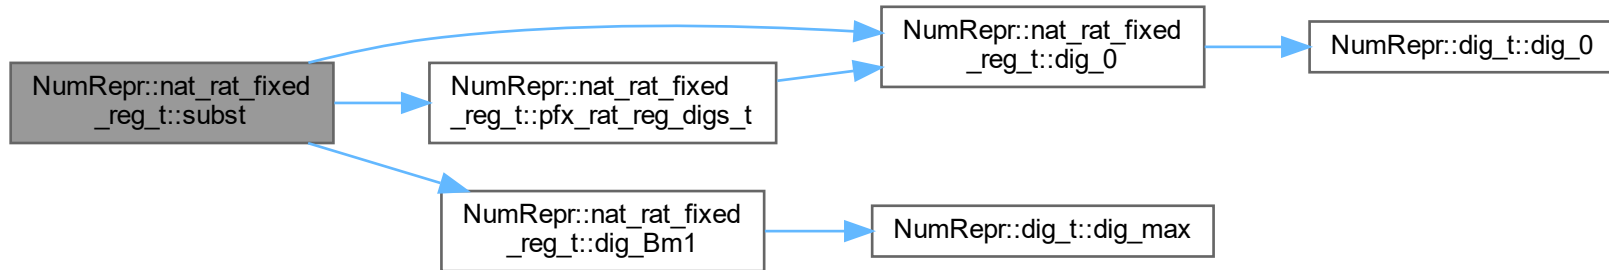 NumRepr::nat_rat_fixed
_reg_t::subst
NumRepr::nat_rat_fixed
_reg_t::pfx_rat_reg_digs_t
NumRepr::nat_rat_fixed
_reg_t::dig_0
NumRepr::dig_t::dig_0
NumRepr::nat_rat_fixed
_reg_t::dig_Bm1
NumRepr::dig_t::dig_max